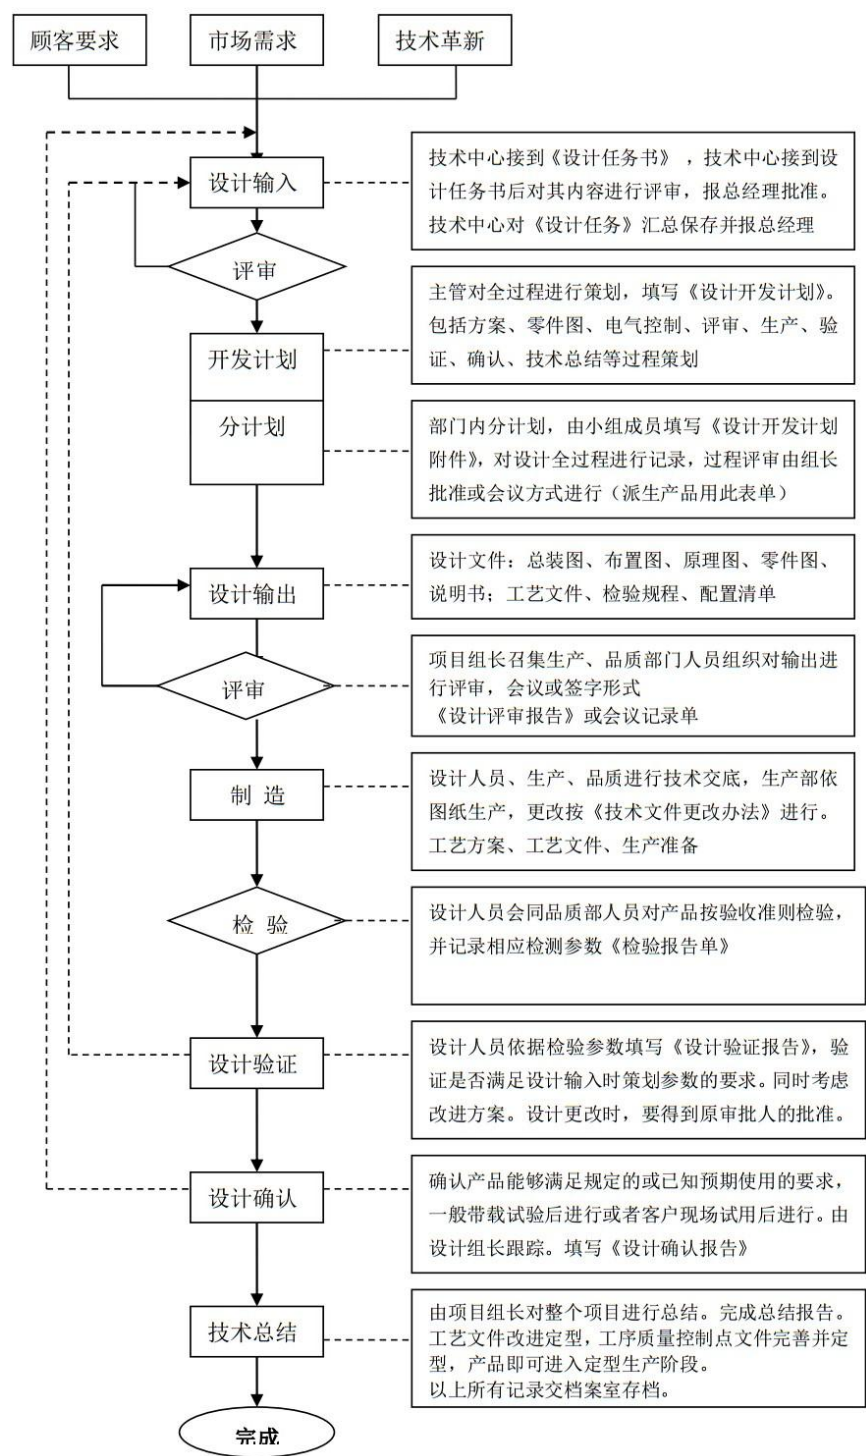 顾客要求
市场需求
技术革新
设计输入
技术中心接到《设计任务书》 ，技术中心接到设
计任务书后对其内容进行评审，报总经理批准。
技术中心对《设计任务》汇总保存并报总经理
评审
主管对全过程进行策划，填写《设计开发计划》。
包括方案、零件图、电气控制、评审、生产、验
证、确认、技术总结等过程策划
开发计划
分计划
部门内分计划，由小组成员填写《设计开发计划
附件》，对设计全过程进行记录，过程评审由组长
批准或会议方式进行（派生产品用此表单）
设计输出
设计文件：总装图、布置图、原理图、零件图、
说明书；工艺文件、检验规程、配置清单
评审
项目组长召集生产、品质部门人员组织对输出进
行评审，会议或签字形式
《设计评审报告》或会议记录单
制 造
设计人员、生产、品质进行技术交底，生产部依
图纸生产，更改按《技术文件更改办法》进行。
工艺方案、工艺文件、生产准备
检 验
设计人员会同品质部人员对产品按验收准则检验，
并记录相应检测参数《检验报告单》
设计验证
设计人员依据检验参数填写《设计验证报告》，验
证是否满足设计输入时策划参数的要求。同时考虑
改进方案。设计更改时，要得到原审批人的批准。
设计确认
确认产品能够满足规定的或已知预期使用的要求，
一般带载试验后进行或者客户现场试用后进行。由
设计组长跟踪。填写《设计确认报告》
技术总结
由项目组长对整个项目进行总结。完成总结报告。
工艺文件改进定型，工序质量控制点文件完善并定
型，产品即可进入定型生产阶段。
以上所有记录交档案室存档。
完成